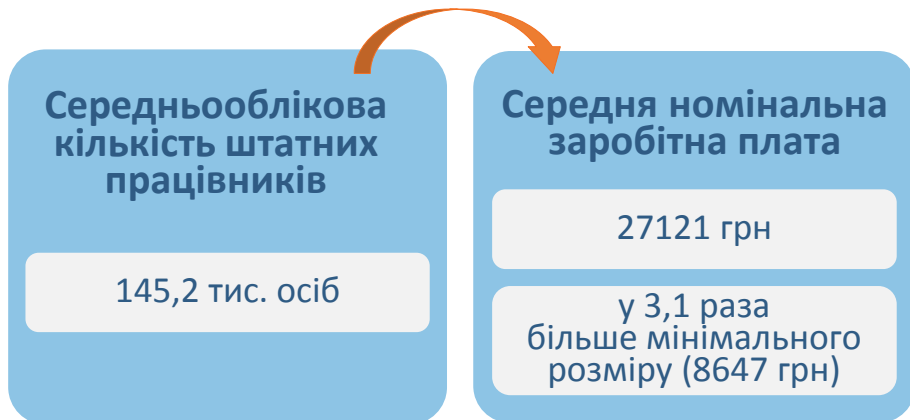 Середньооблікова
кількість штатних
працівників
145,2 тис. осіб
Середня номінальна
заробітна плата
27121 грн
у 3,1 раза
більше мінімального
розміру (8647 грн)